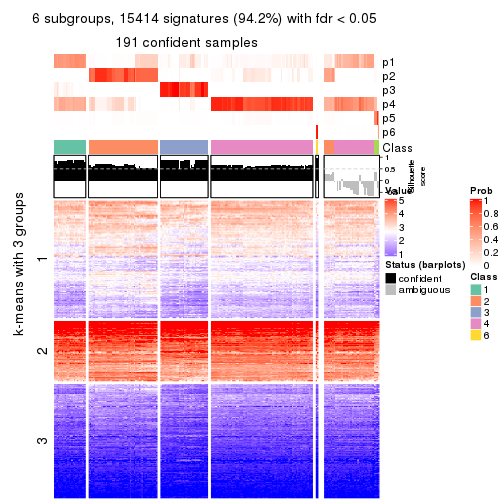 6 subgroups, 15414 signatures (94.2%) with fdr < 0.05
191 confident samples
p1
p2
p3
p4
p5
p6
Class
1
0.5
0
-0.5
-1
Silhouette
score
k-means with 3 groups
1
2
3
Value
5
4
3
2
1
Status (barplots)
confident
ambiguous
Prob
1
0.8
0.6
0.4
0.2
0
Class
1
2
3
4
6